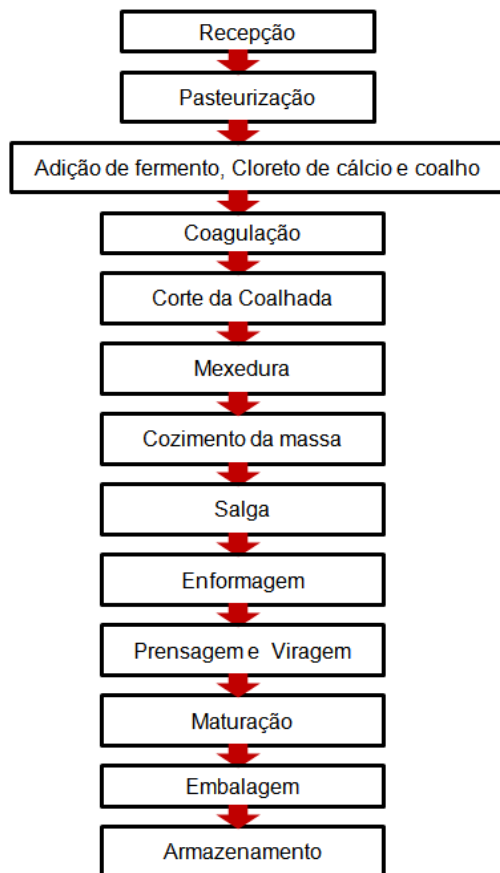 Recepção
Pasteurização
Adição de fermento, Cloreto de cálcio e coalho
Coagulação
Corte da Coalhada
Mexedura
Cozimento da massa
Salga
Enformagem
Prensagem e Viragem
Maturação
Embalagem
Armazenamento